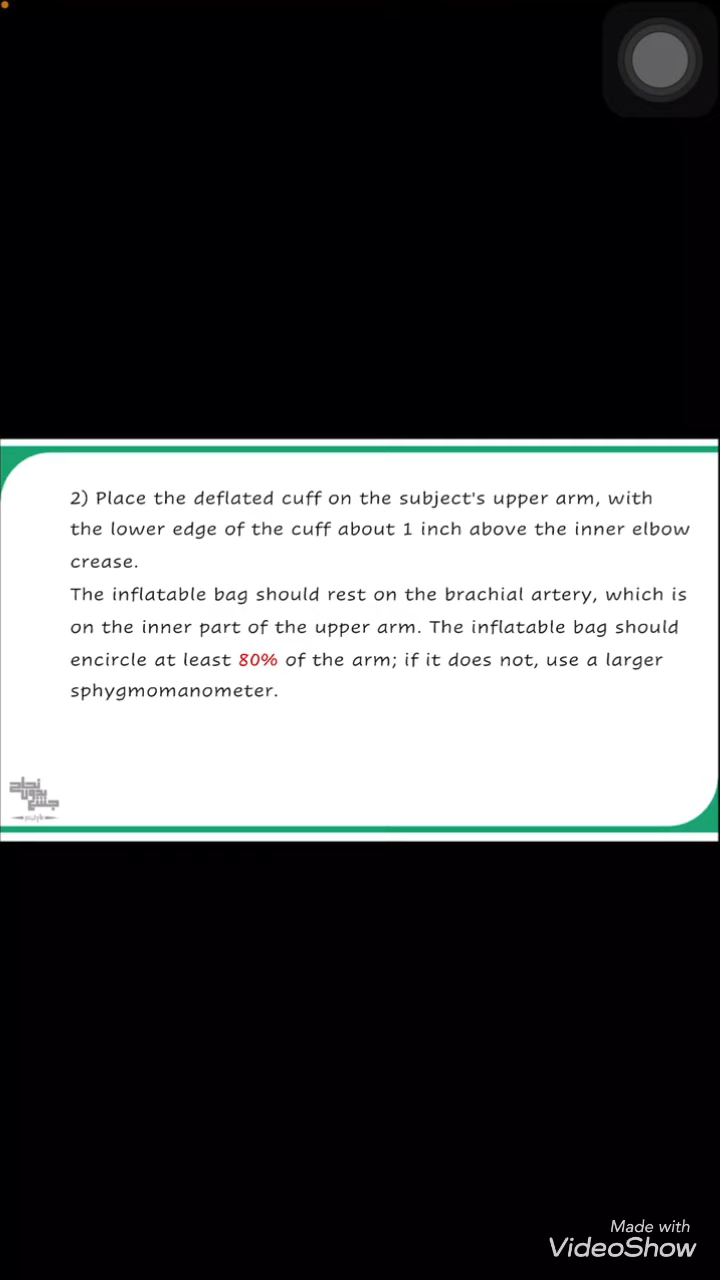 2) Place the deflated cuff on the subject's upper arm, with
the lower edge of the cuff about 1 inch above the inner elbow
crease.
The inflatable bag should rest on the brachial artery, which is
on the inner part of the upper arm. The inflatable bag should
encircle at least 80% of the arm; if it does not, use a larger
sphygmomanometer.
Made with
VideoShow